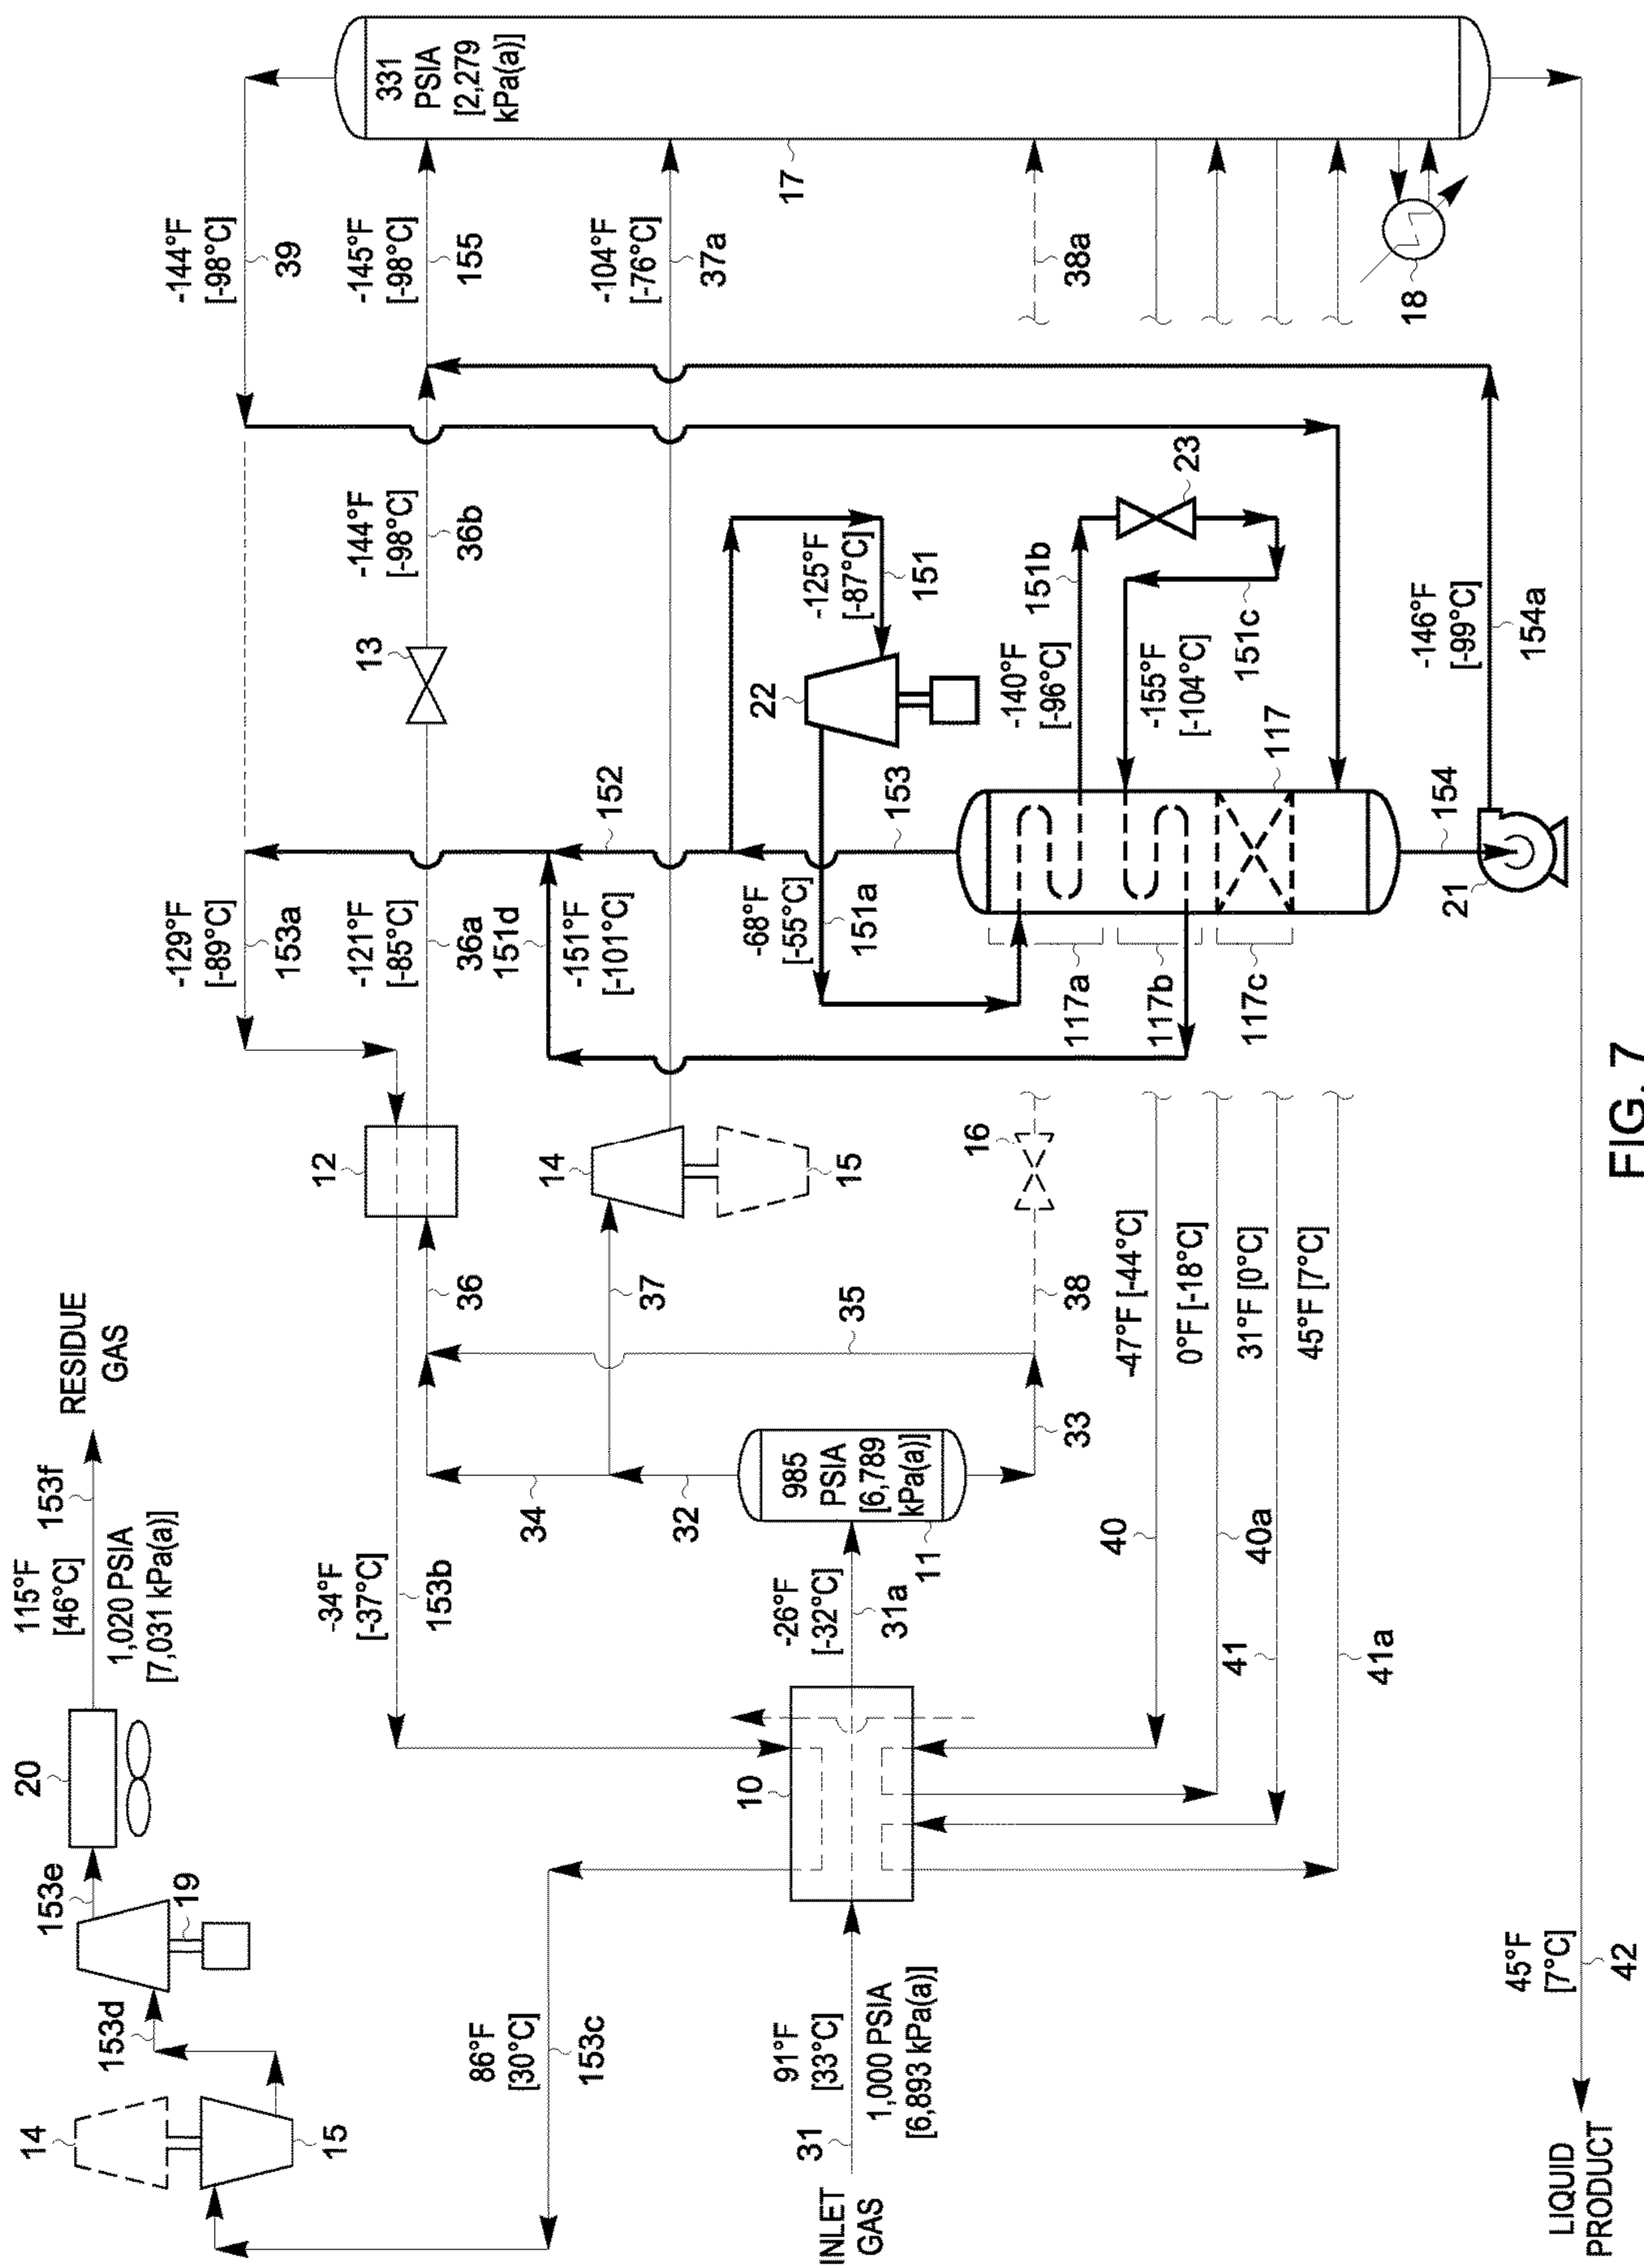 115°F
[46°C]
153f
RESIDUE
GAS
1,020 PSIA
[7,031 kPa(a)]
20
153e
19
153d
14
15
86°F
[30°C]
153c
INLET
GAS
31
91°F
[33°C]
1,000 PSIA
[6,893 kPa(a)]
10
-34°F
[-37°C]
153b
-26°F
[-32°C]
31a
11
985
PSIA
[6,789
kPa(a)]
32
34
33
35
36
37
38
12
14
15
16
40
-47°F [-44°C]
40a
0°F [-18°C]
41
31°F [0°C]
41a
45°F [7°C]
-129°F
[-89°C]
153a
-121°F
[-85°C]
36a
151d
-151°F
[-101°C]
152
13
-144°F
[-98°C]
36b
-68°F
[-55°C]
151a
153
22
-125°F
[-87°C]
151
-140°F
[-96°C]
151b
23
-155°F
[-104°C]
151c
117
117a
117b
117c
154
21
-146°F
[-99°C]
154a
-144°F
[-98°C]
39
-145°F
[-98°C]
155
-104°F
[-76°C]
37a
17
38a
18
331
PSIA
[2,279
kPa(a)]
LIQUID
PRODUCT
45°F
[7°C]
42
FIG. 7